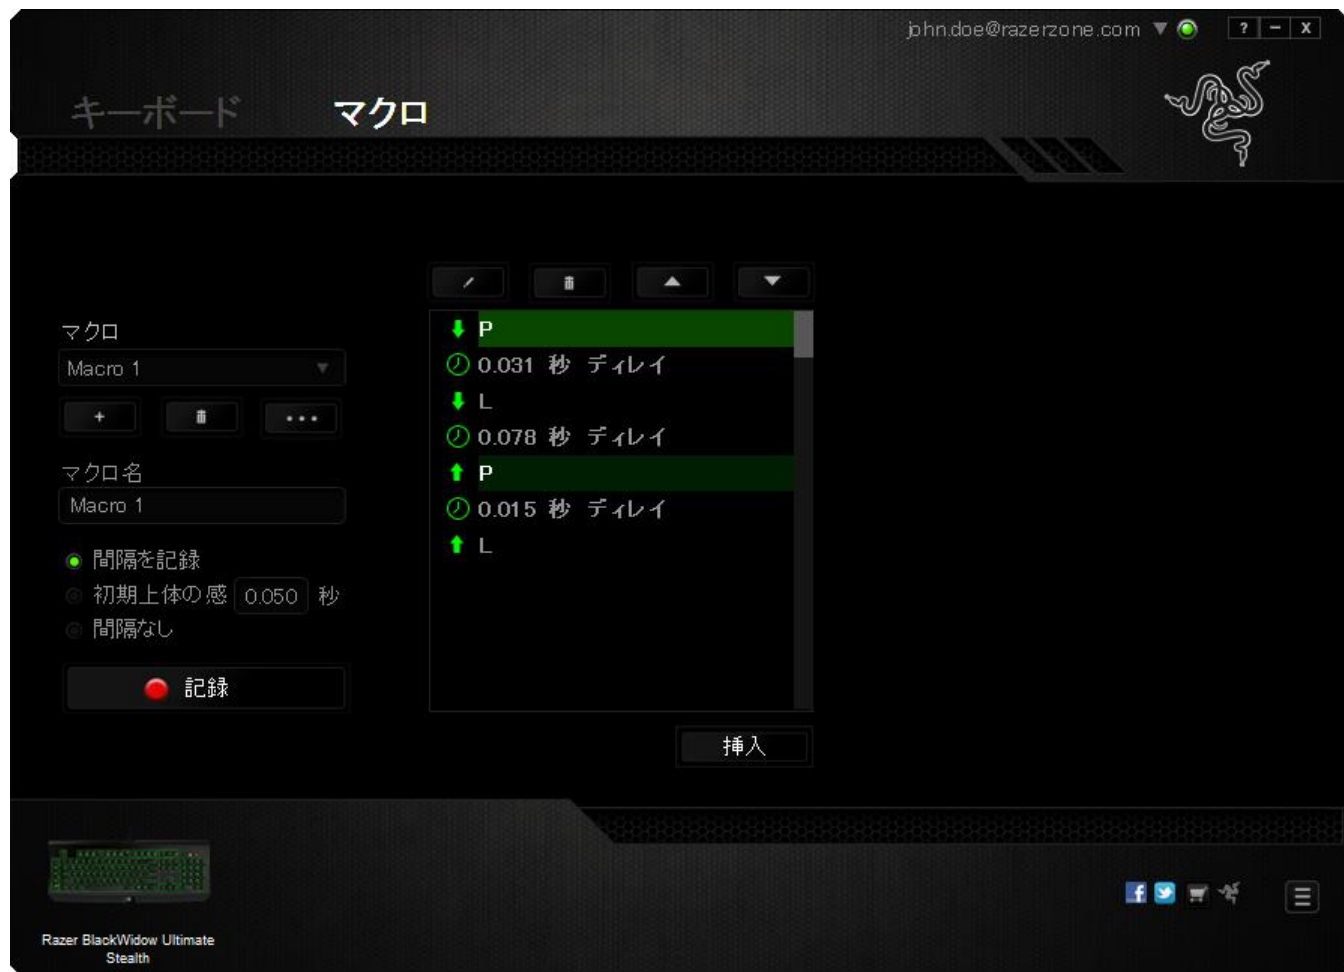 john.doe@razerzone.com
? - X
キーボード マクロ
マクロ
Macro 1
+
マクロ名
Macro 1
間隔を記録
初期上体の感 0.050 秒
間隔なし
記録
P
0.031 秒 ディレイ
L
0.078 秒 ディレイ
P
0.015 秒 ディレイ
L
挿入
Razer BlackWidow Ultimate
Stealth